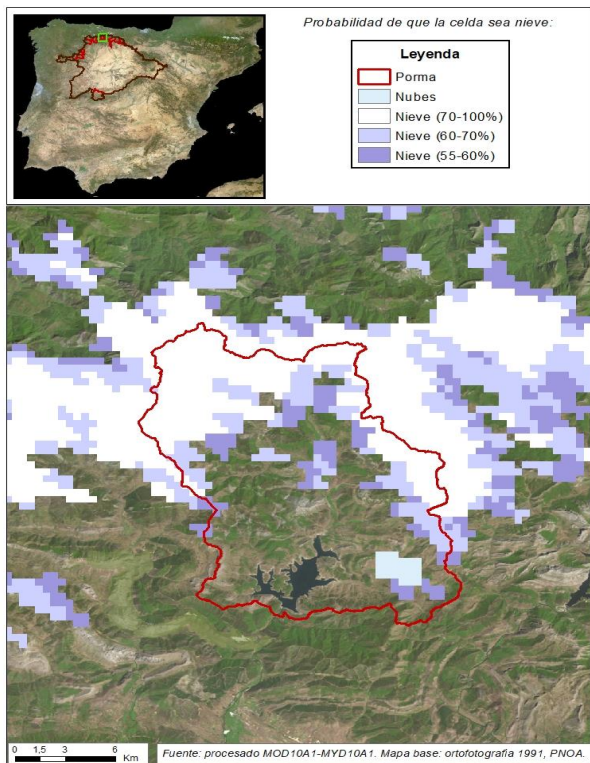 Probabilidad de que la celda sea nieve:
Leyenda
Porma
Nubes
Nieve (70-100%)
Nieve (60-70%)
Nieve (55-60%)
0 1,5 3 6
Km
Fuente: procesado MOD10A1-MYD10A1. Mapa base: ortofotografía 1991, PNOA.